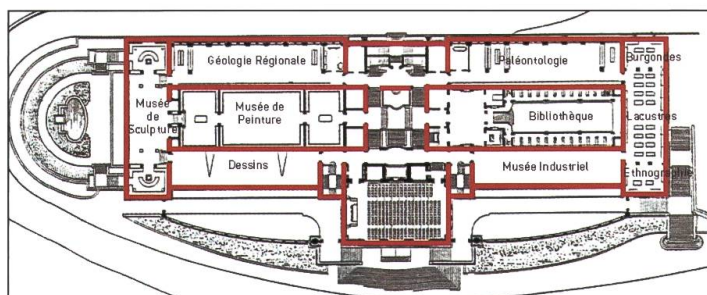 Géologie Régionale
Paléontologie
Burgondes
Musée
de
Sculpture
Musée de
Peinture
Bibliothèque
Lacustres
Dessins
Musée Industriel
Ethnographie